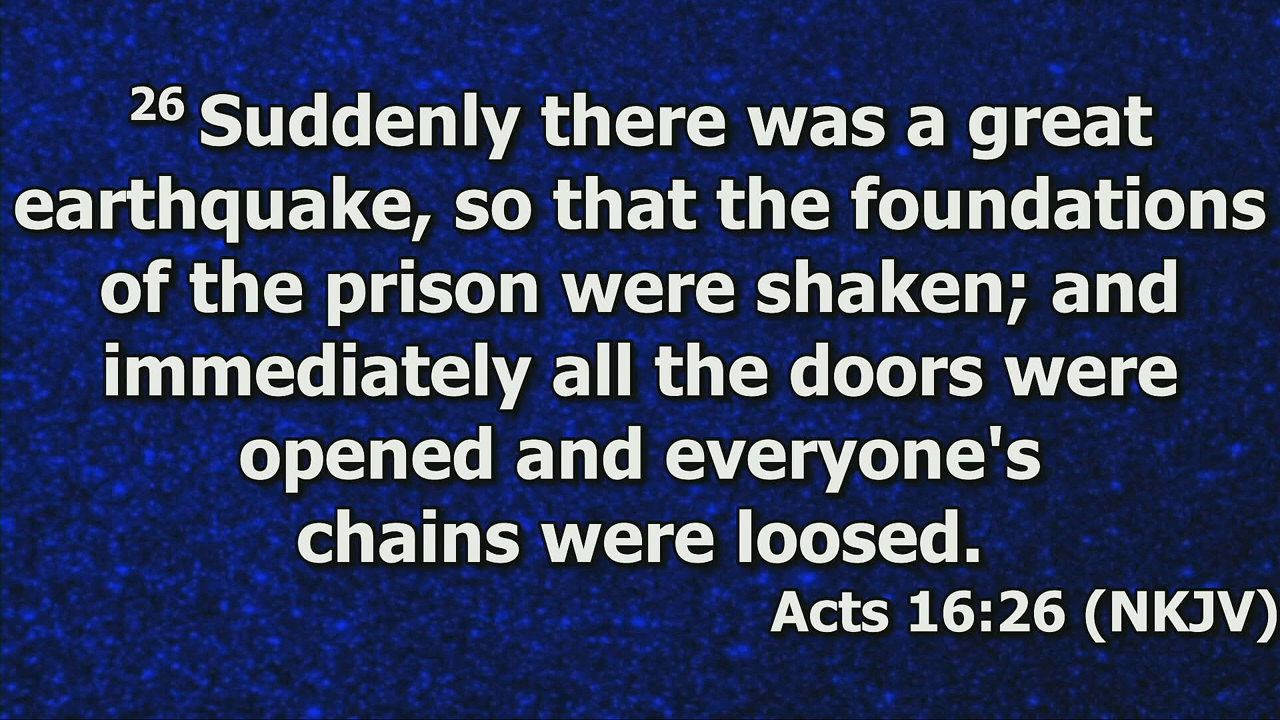 26 Suddenly there was a great
earthquake, so that the foundations
of the prison were shaken; and
immediately all the doors were
opened and everyone's
chains were loosed.
Acts 16:26 (NKJV)